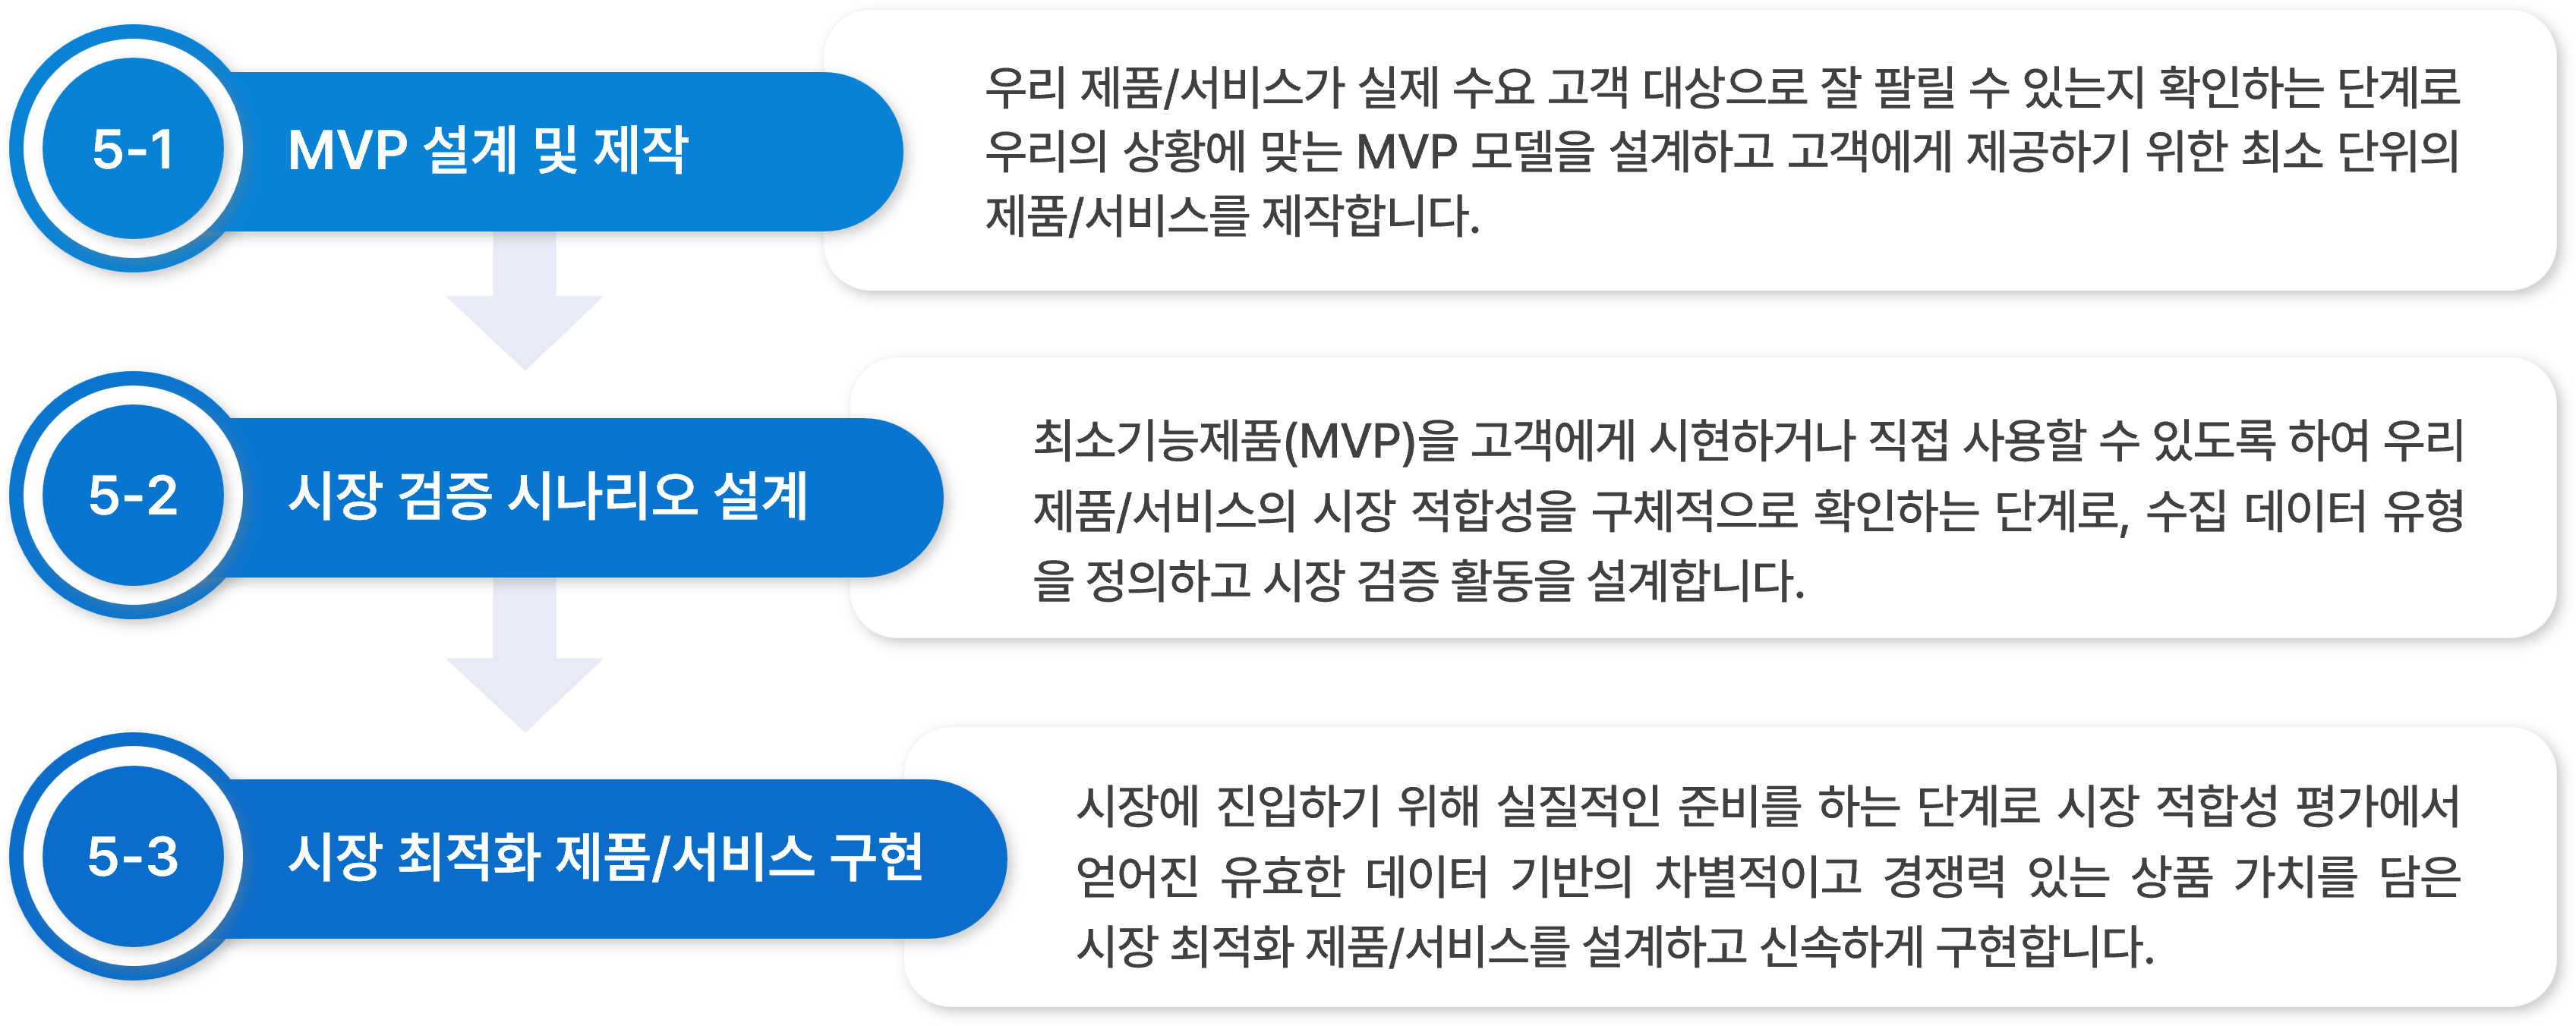 5-1
MVP 설계 및 제작
우리 제품/서비스가 실제 수요 고객 대상으로 잘 팔릴 수 있는지 확인하는 단계로
우리의 상황에 맞는 MVP 모델을 설계하고 고객에게 제공하기 위한 최소 단위의
제품/서비스를 제작합니다.
5-2
시장 검증 시나리오 설계
최소기능제품(MVP)을 고객에게 시현하거나 직접 사용할 수 있도록 하여 우리
제품/서비스의 시장 적합성을 구체적으로 확인하는 단계로, 수집 데이터 유형
을 정의하고 시장 검증 활동을 설계합니다.
5-3
시장 최적화 제품/서비스 구현
시장에 진입하기 위해 실질적인 준비를 하는 단계로 시장 적합성 평가에서
얻어진 유효한 데이터 기반의 차별적이고 경쟁력 있는 상품 가치를 담은
시장 최적화 제품/서비스를 설계하고 신속하게 구현합니다.